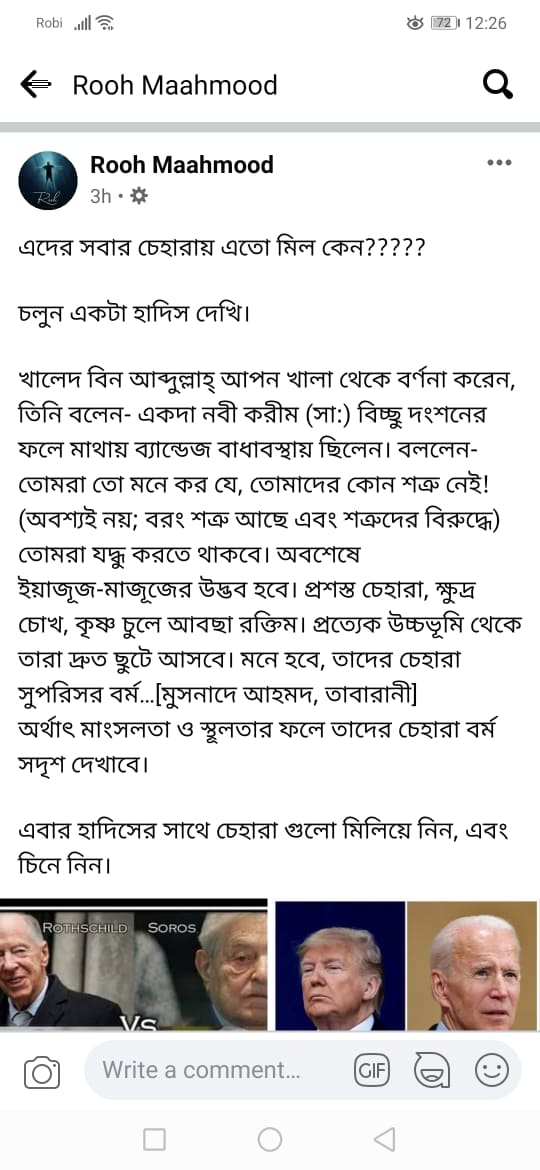 Robi 72 12:26
Rooh Maahmood
Rooh Maahmood
3h
এদের সবার চেহারায় এতো মিল কেন?????
চলুন একটা হাদিস দেখি।
খালেদ বিন আব্দুল্লাহ্ আপন খালা থেকে বর্ণনা করেন,
তিনি বলেন- একদা নবী করীম (সা:) বিচ্ছু দংশনের
ফলে মাথায় ব্যান্ডেজ বাধাবস্থায় ছিলেন। বললেন-
তোমরা তো মনে কর যে, তোমাদের কোন শত্রু নেই!
(অবশ্যই নয়; বরং শত্রু আছে এবং শত্রুদের বিরুদ্ধে)
তোমরা যদ্ধু করতে থাকবে। অবশেষে
ইয়াজূজ-মাজূজের উদ্ভব হবে। প্রশস্ত চেহারা, ক্ষুদ্র
চোখ, কৃষ্ণ চুলে আবছা রক্তিম। প্রত্যেক উচ্চভূমি থেকে
তারা দ্রুত ছুটে আসবে। মনে হবে, তাদের চেহারা
সুপরিসর বর্ম...[মুসনাদে আহমদ, তাবারানী]
অর্থাৎ মাংসলতা ও স্থূলতার ফলে তাদের চেহারা বর্ম
সদৃশ দেখাবে।
এবার হাদিসের সাথে চেহারা গুলো মিলিয়ে নিন, এবং
চিনে নিন।
ROTHSCHILD SOROS
Vs
Write a comment... GIF